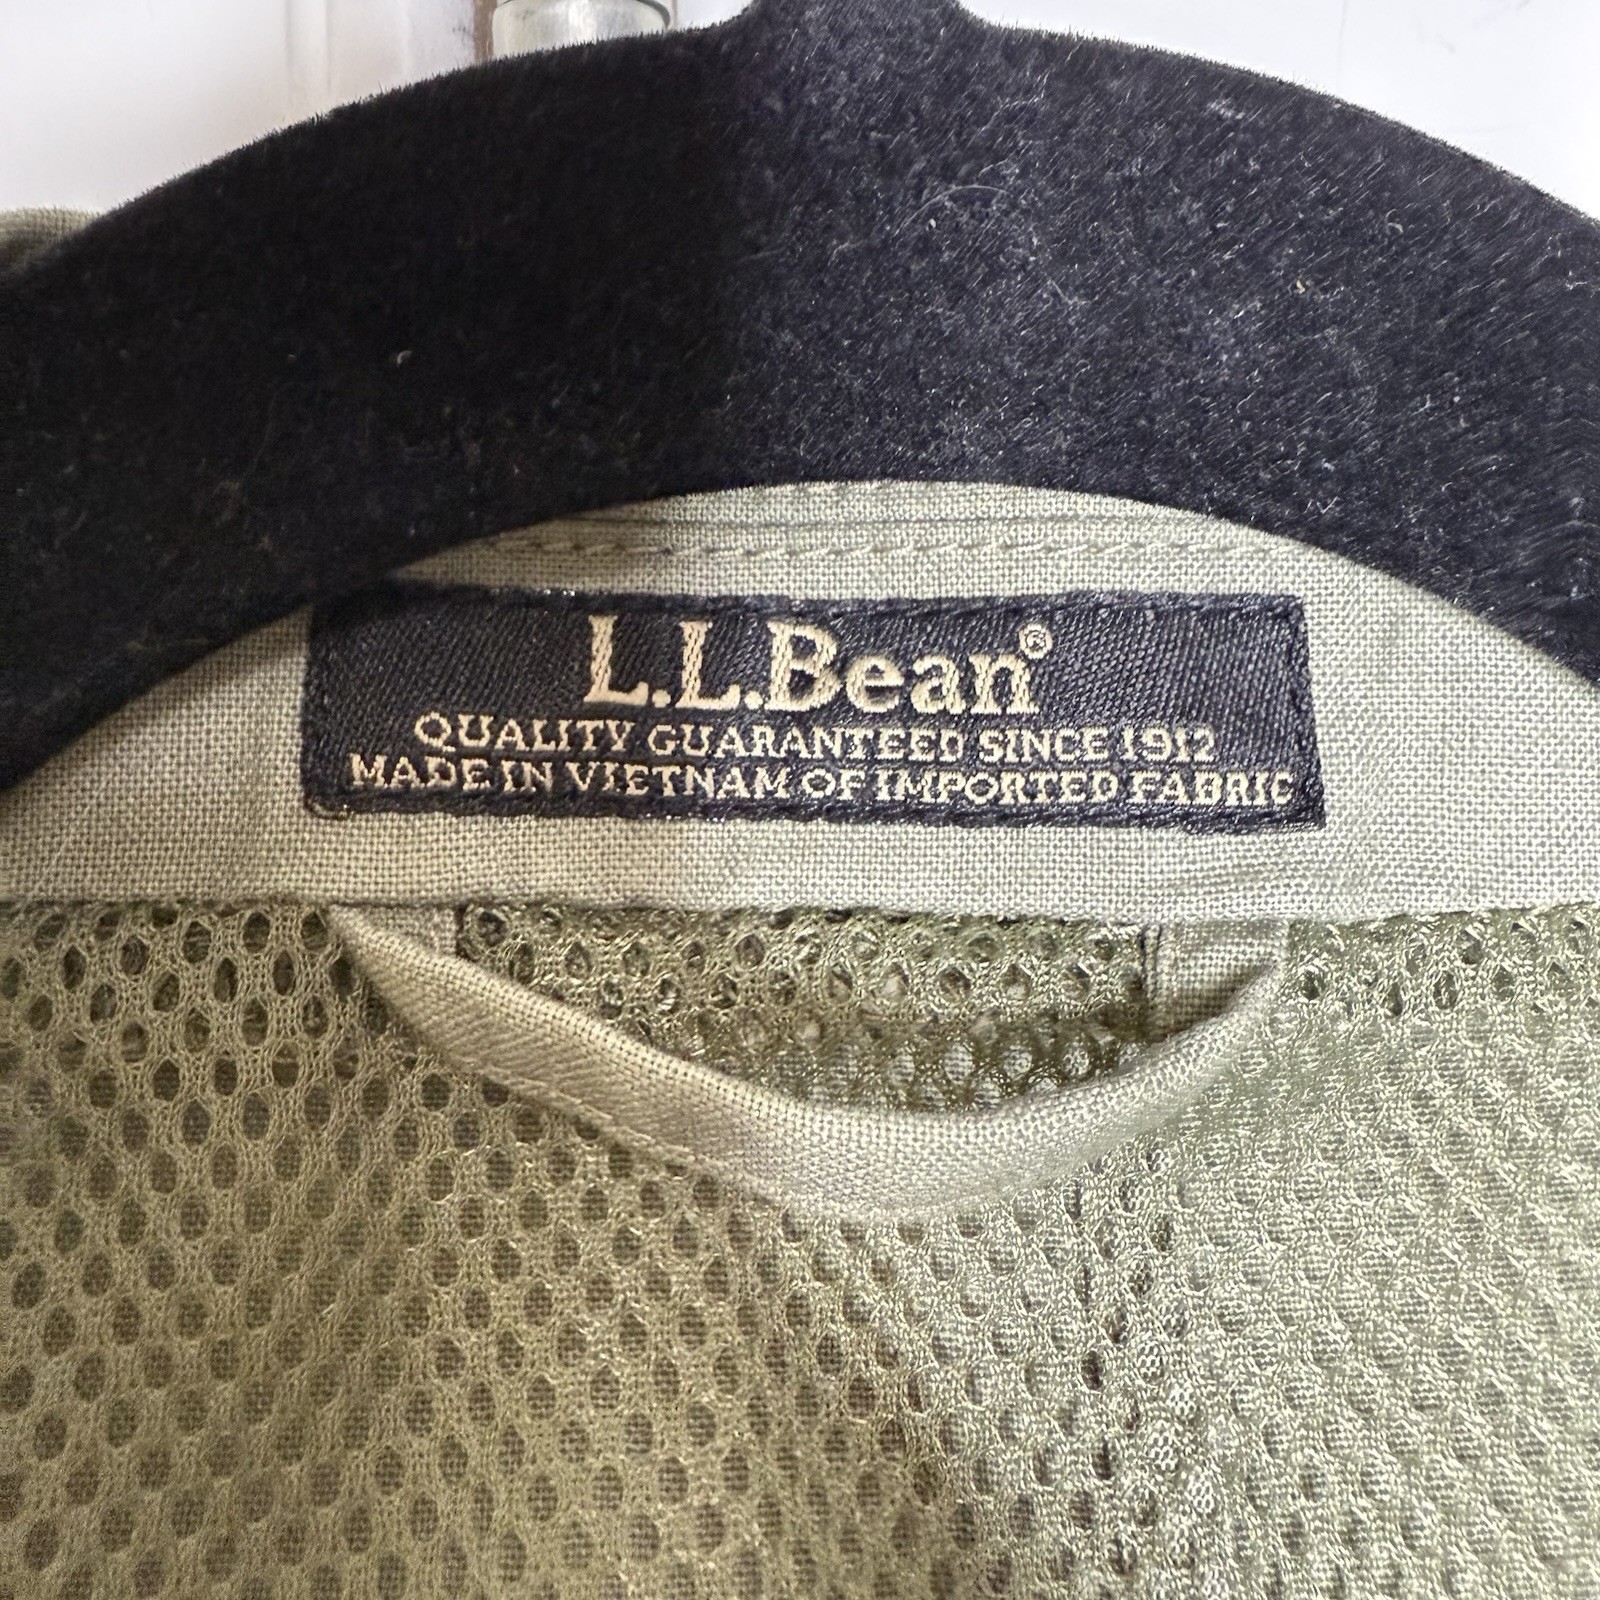 L.L.Bean®
QUALITY GUARANTEED SINCE 1912
MADE IN VIETNAM OF IMPORTED FABRIC